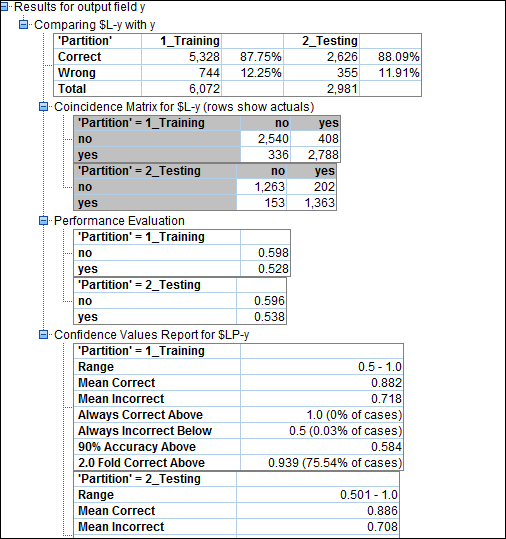 Results for output field y
Comparing $L-y with y
'Partition' 1_Training 2_Testing
Correct 5,328 87.75% 2,626 88.09%
Wrong 744 12.25% 355 11.91%
Total 6,072 2,981
Coincidence Matrix for $L-y (rows show actuals)
'Partition' = 1_Training no yes
no 2,540 408
yes 336 2,788
'Partition' = 2_Testing no yes
no 1,263 202
yes 153 1,363
Performance Evaluation
'Partition' = 1_Training
no 0.598
yes 0.528
'Partition' = 2_Testing
no 0.596
yes 0.538
Confidence Values Report for $LP-y
'Partition' = 1_Training
Range 0.5 - 1.0
Mean Correct 0.882
Mean Incorrect 0.718
Always Correct Above 1.0 (0% of cases)
Always Incorrect Below 0.5 (0.03% of cases)
90% Accuracy Above 0.584
2.0 Fold Correct Above 0.939 (75.54% of cases)
'Partition' = 2_Testing
Range 0.501 - 1.0
Mean Correct 0.886
Mean Incorrect 0.708